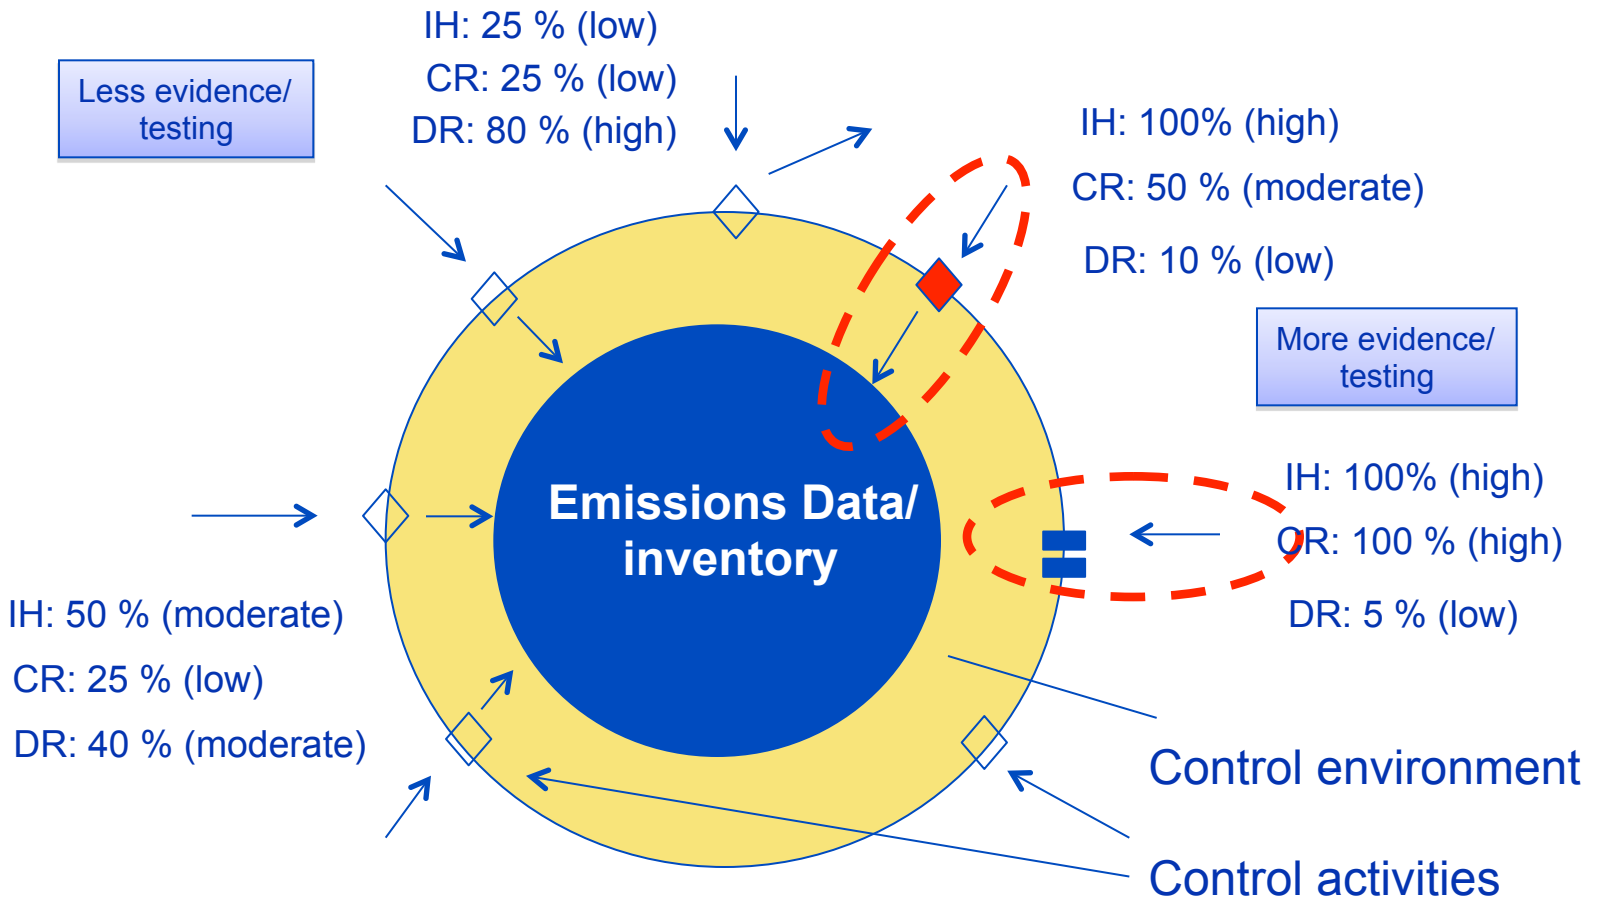 IH: 25 % (low)
CR: 25 % (low)
DR: 80 % (high)
Less evidence/
testing
IH: 100% (high)
CR: 50 % (moderate)
DR: 10 % (low)
More evidence/
testing
IH: 100% (high)
CR: 100 % (high)
DR: 5 % (low)
Emissions Data/
inventory
IH: 50 % (moderate)
CR: 25 % (low)
DR: 40 % (moderate)
Control environment
Control activities